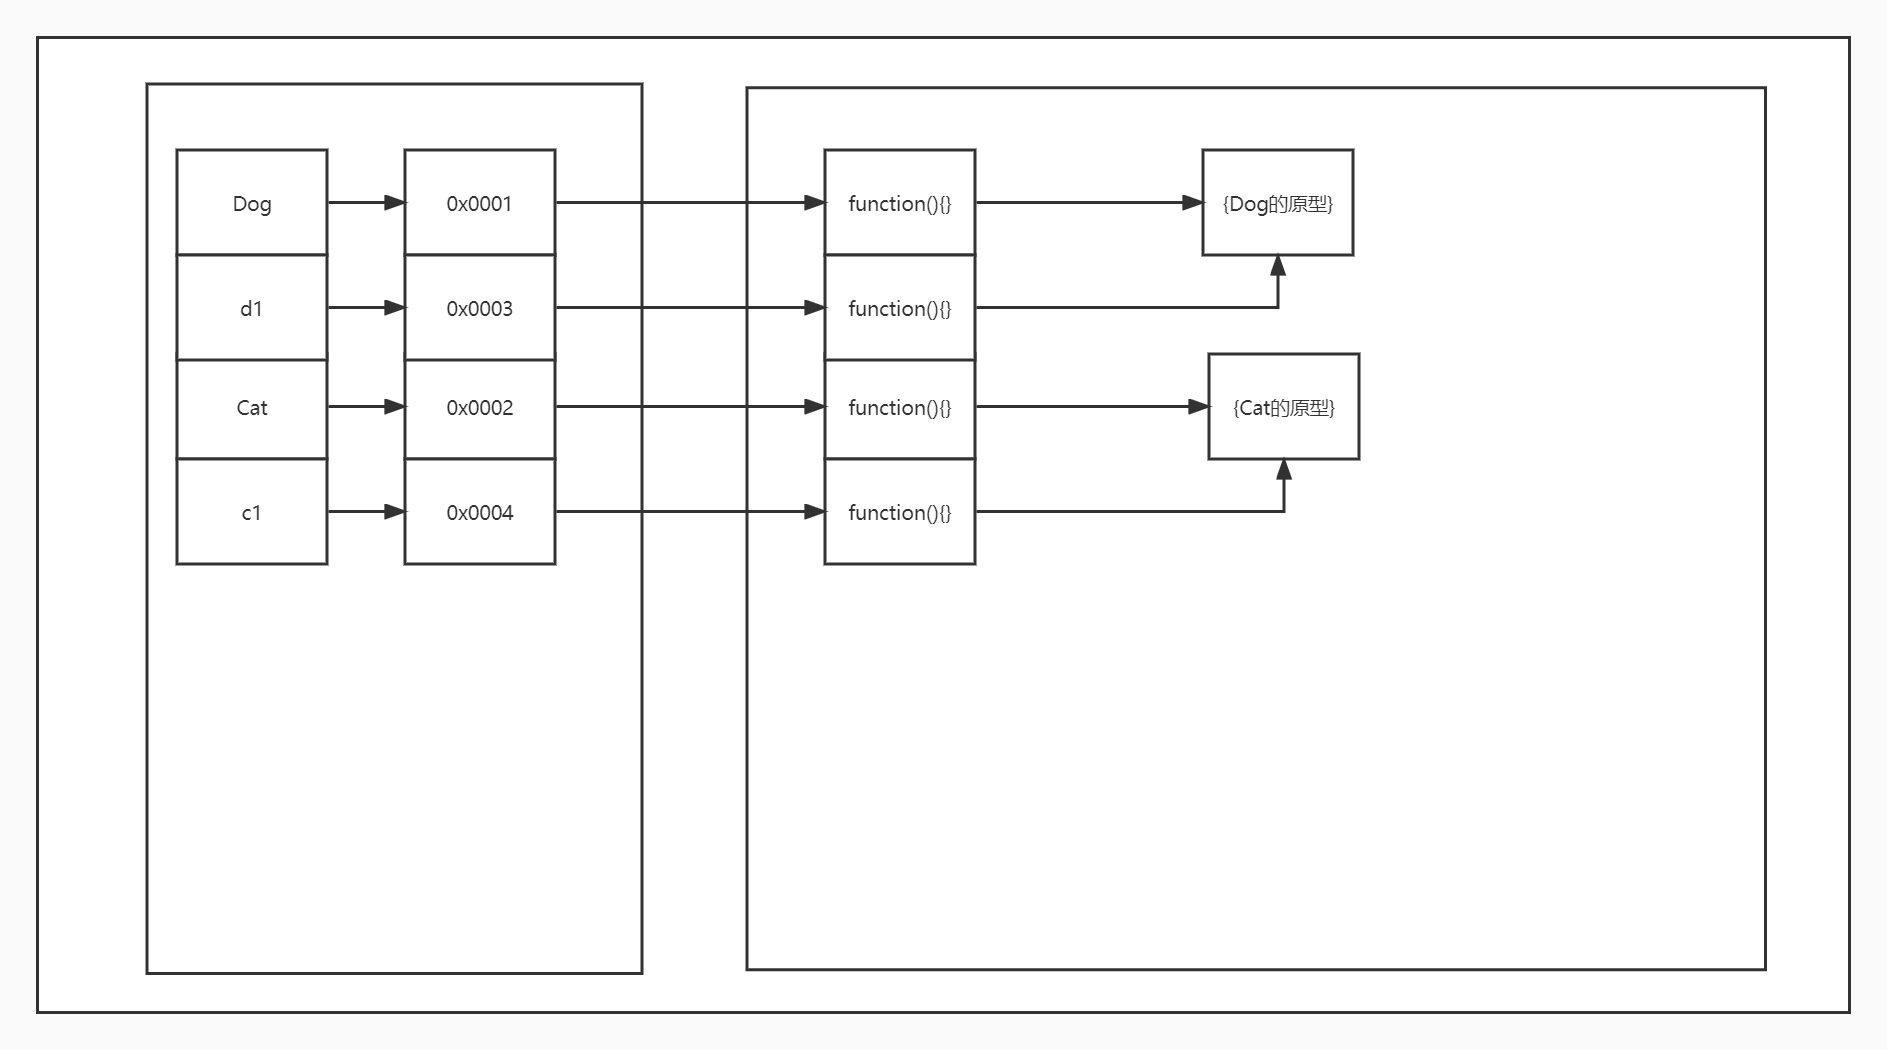 Dog
0x0001
function(){}
{Dog的原型}
d1
0x0003
function(){}
Cat
0x0002
function(){}
{Cat的原型}
c1
0x0004
function(){}